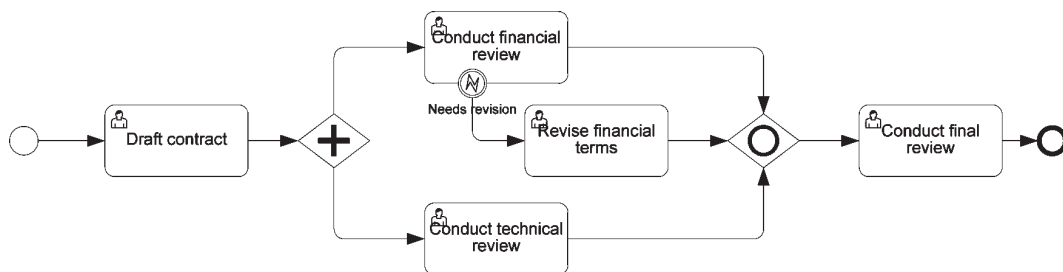 Draft contract
Conduct financial
review
Needs revision
Revise financial
terms
Conduct technical
review
Conduct final
review